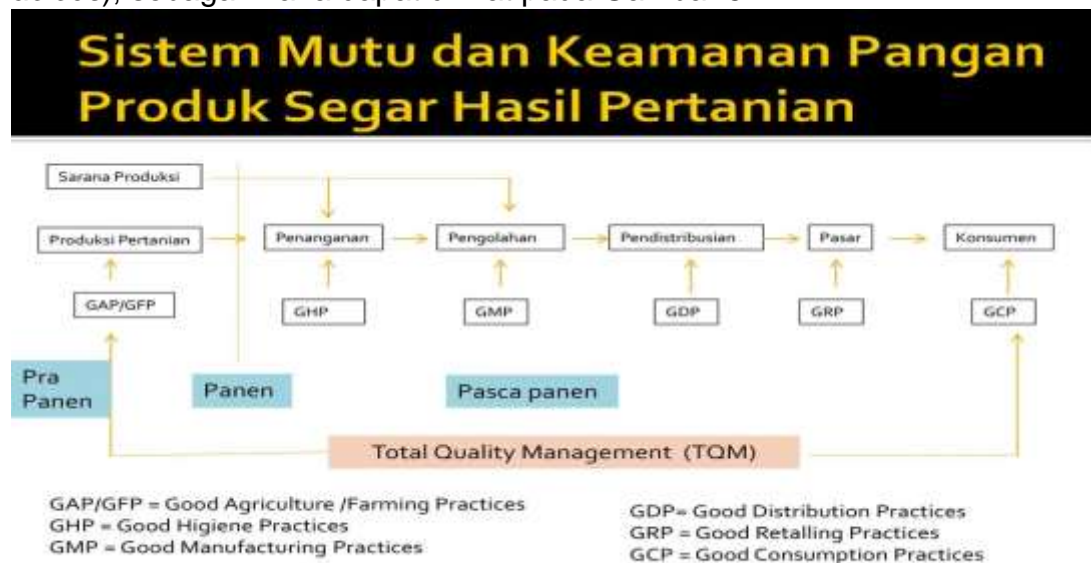 Sistem Mutu dan Keamanan Pangan
Produk Segar Hasil Pertanian
Sarana Produksi
Produksi Pertanian
Penanganan
Pengolahan
Pendistribusian
Pasar
Konsumen
GAP/GFP
GHP
GMP
GDP
GRP
GCP
Pra
Panen
Panen
Pasca panen
Total Quality Management (TQM)
GAP/GFP = Good Agriculture /Farming Practices
GHP = Good Higiene Practices
GMP = Good Manufacturing Practices
GDP= Good Distribution Practices
GRP = Good Retalling Practices
GCP = Good Consumption Practices